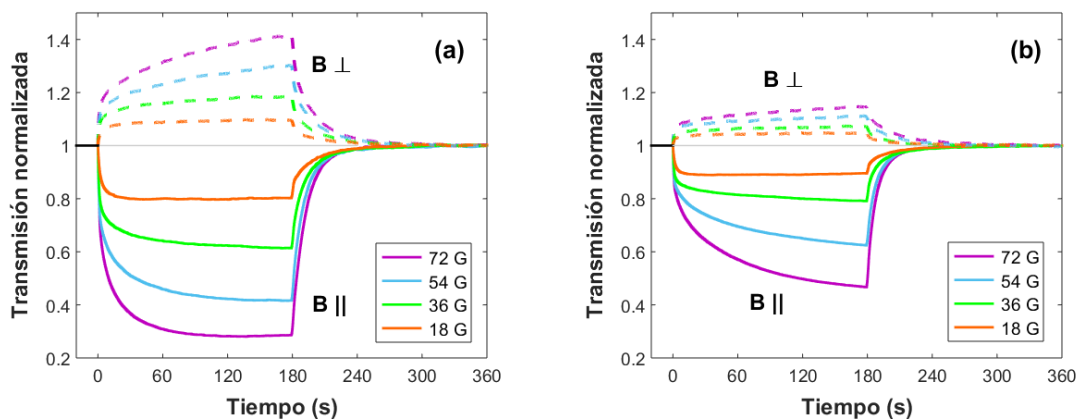 Transmisión normalizada
1.4
1.2
1
0.8
0.6
0.4
0.2
(a)
B ⊥
B ||
72 G
54 G
36 G
18 G
0 60 120 180 240 300 360
Tiempo (s)
Transmisión normalizada
1.4
1.2
1
0.8
0.6
0.4
0.2
(b)
B ⊥
B ||
72 G
54 G
36 G
18 G
0 60 120 180 240 300 360
Tiempo (s)